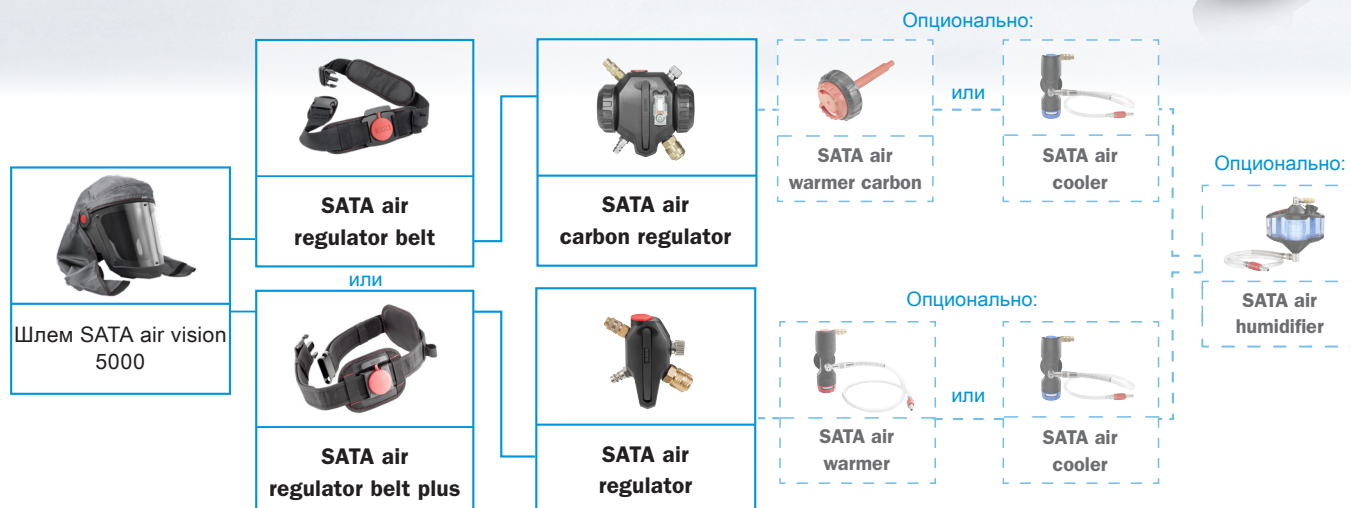 Опционально:
или
Опционально:
SATA air
regulator belt
SATA air
carbon regulator
SATA air
warmer carbon
SATA air
cooler
или
Шлем SATA air vision
5000
Опционально:
или
SATA air
humidifier
SATA air
regulator belt plus
SATA air
regulator
SATA air
warmer
SATA air
cooler